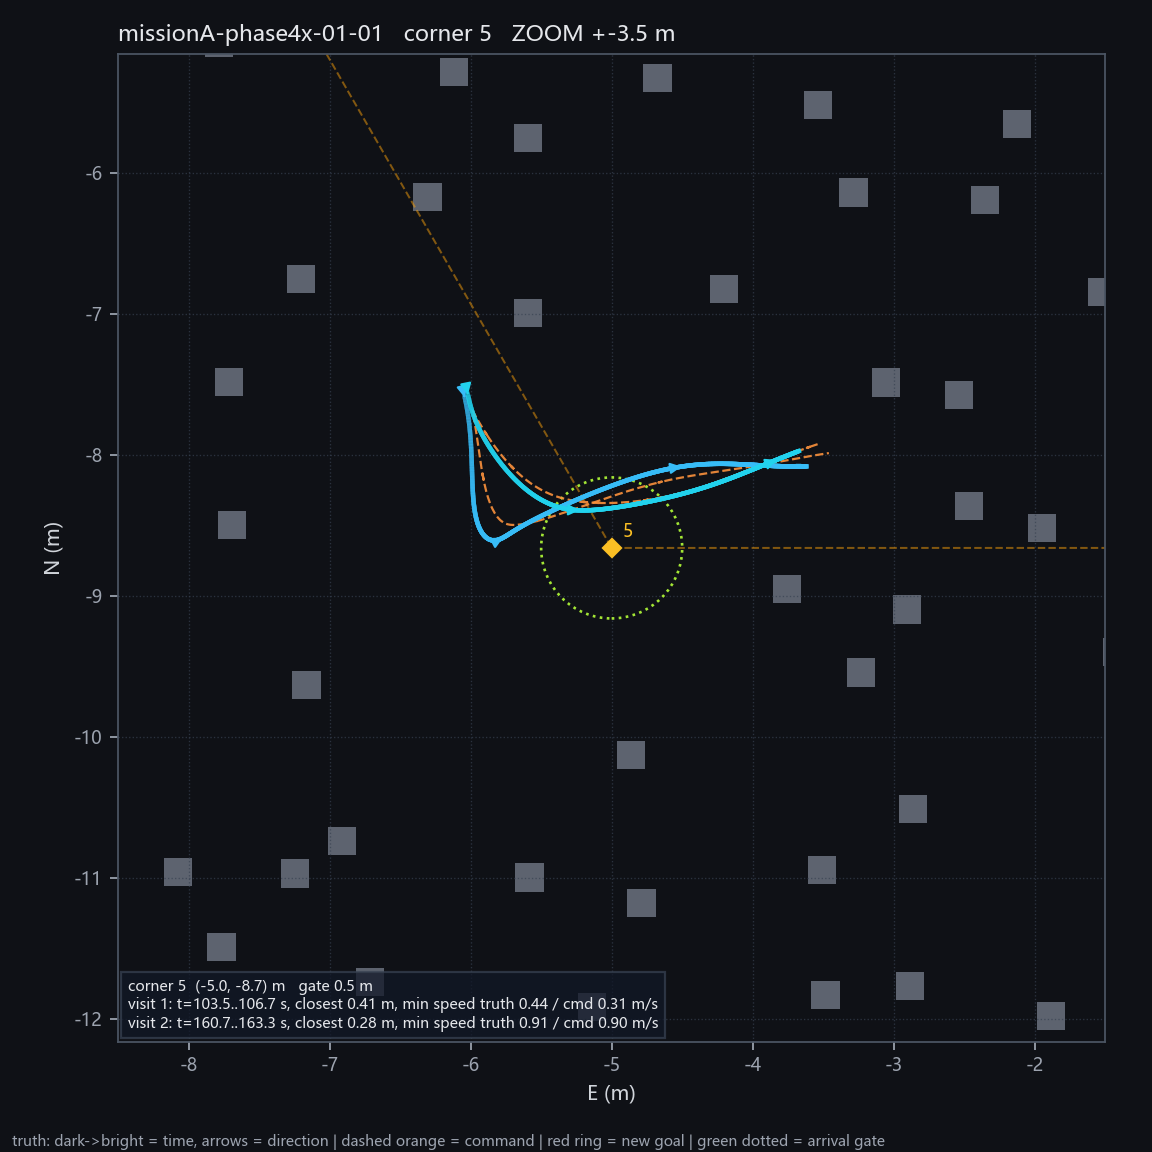 missionA-phase4x-01-01   corner 5   ZOOM +-3.5 m
-6
-7
-8
-9
-10
-11
-12
N (m)
5
corner 5  (-5.0, -8.7) m   gate 0.5 m
visit 1: t=103.5..106.7 s, closest 0.41 m, min speed truth 0.44 / cmd 0.31 m/s
visit 2: t=160.7..163.3 s, closest 0.28 m, min speed truth 0.91 / cmd 0.90 m/s
-8 -7 -6 -5 -4 -3 -2
E (m)
truth: dark->bright = time, arrows = direction | dashed orange = command | red ring = new goal | green dotted = arrival gate